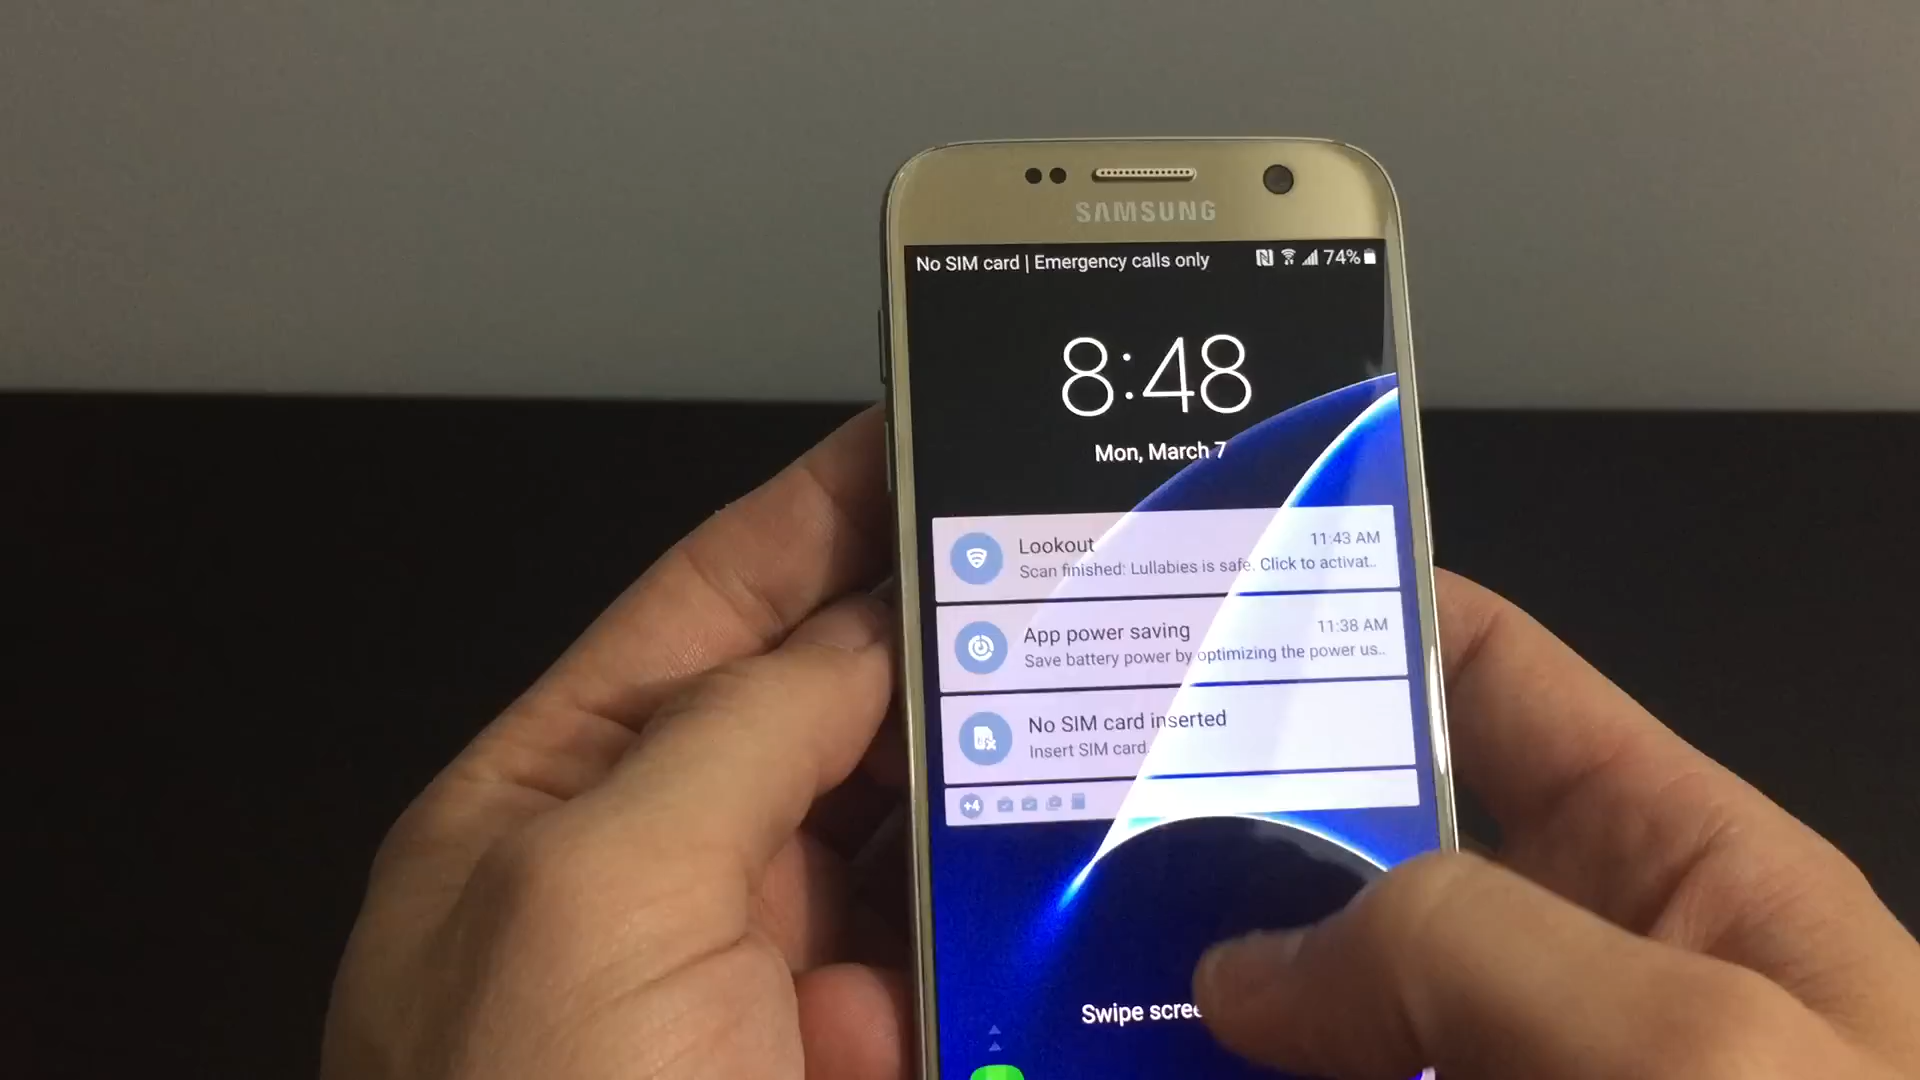 SAMSUNG
No SIM card | Emergency calls only 74%
8:48
Mon, March 7
Lookout 11:43 AM
Scan finished: Lullabies is safe. Click to activat..
App power saving 11:38 AM
Save battery power by optimizing the power us..
No SIM card inserted
Insert SIM card.
+4
Swipe scree